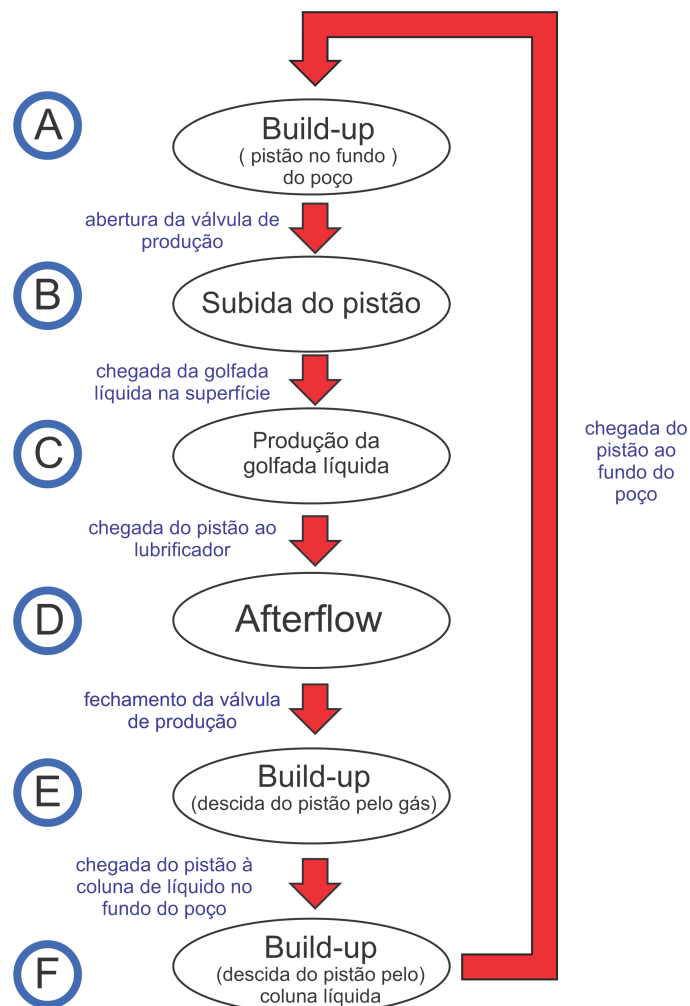 A
Build-up
( pistão no fundo )
do poço
abertura da válvula de
produção
B
Subida do pistão
chegada da golfada
líquida na superfície
C
Produção da
golfada líquida
chegada do pistão ao
lubrificador
D
Afterflow
fechamento da válvula
de produção
E
Build-up
(descida do pistão pelo gás)
chegada do pistão à
coluna de líquido no
fundo do poço
F
Build-up
(descida do pistão pelo)
coluna líquida
chegada do
pistão ao
fundo do
poço